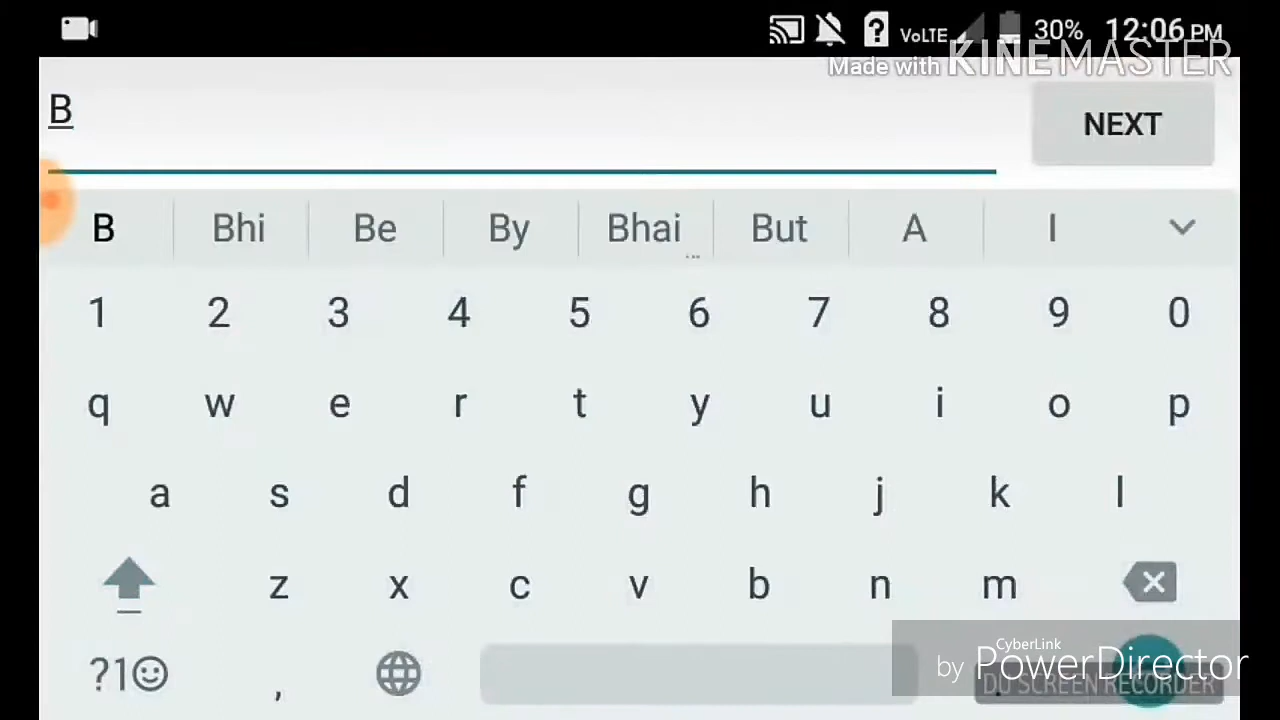 VoLTE 30% 12:06 PM
Made with KINEMASTER
B
NEXT
B Bhi Be By Bhai But A I
1 2 3 4 5 6 7 8 9 0
q w e r t y u i o p
a s d f g h j k l
z x c v b n m
?1 , .
CyberLink
by PowerDirector
DU SCREEN RECORDER